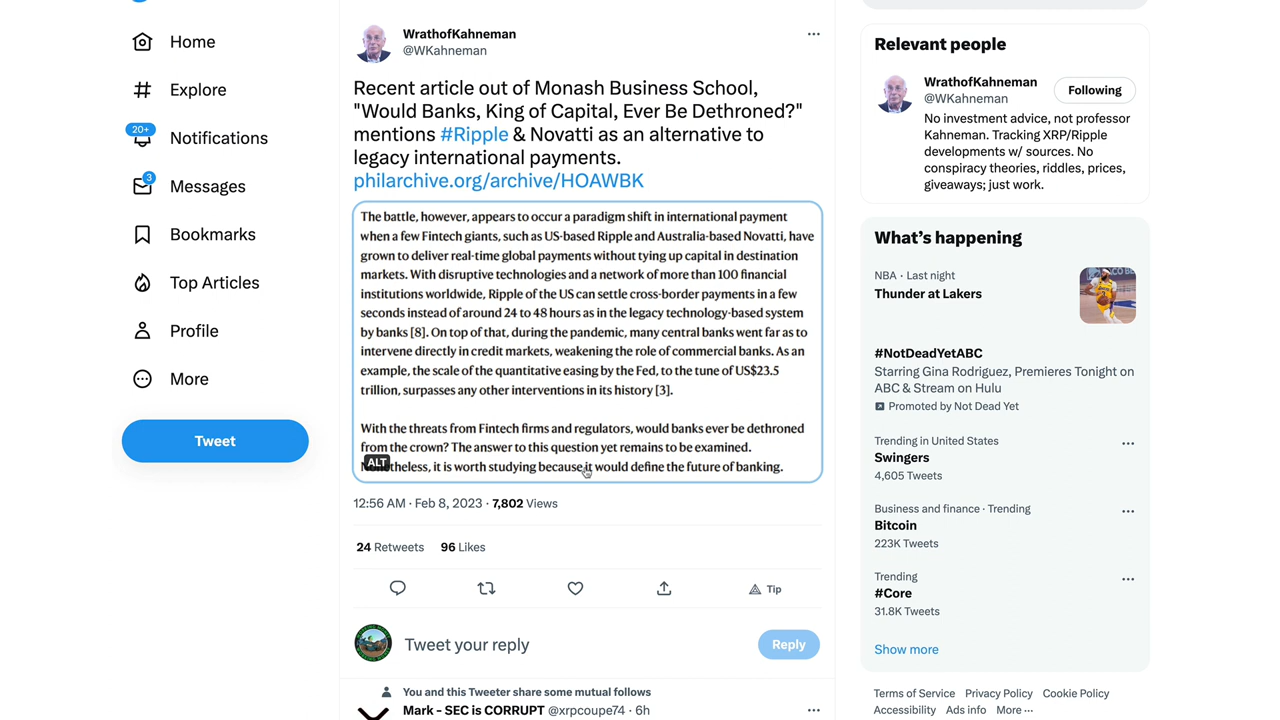 Home
Explore
20+
Notifications
3
Messages
Bookmarks
Top Articles
Profile
More
Tweet
WrathofKahneman
@WKahneman
Recent article out of Monash Business School,
"Would Banks, King of Capital, Ever Be Dethroned?"
mentions #Ripple & Novatti as an alternative to
legacy international payments.
philarchive.org/archive/HOAWBK
The battle, however, appears to occur a paradigm shift in international payment
when a few Fintech giants, such as US-based Ripple and Australia-based Novatti, have
grown to deliver real-time global payments without tying up capital in destination
markets. With disruptive technologies and a network of more than 100 financial
institutions worldwide, Ripple of the US can settle cross-border payments in a few
seconds instead of around 24 to 48 hours as in the legacy technology-based system
by banks [8]. On top of that, during the pandemic, many central banks went far as to
intervene directly in credit markets, weakening the role of commercial banks. As an
example, the scale of the quantitative easing by the Fed, to the tune of US$23.5
trillion, surpasses any other interventions in its history [3].
With the threats from Fintech firms and regulators, would banks ever be dethroned
from the crown? The answer to this question yet remains to be examined.
ALT
Nonetheless, it is worth studying because it would define the future of banking.
12:56 AM · Feb 8, 2023 · 7,802 Views
24 Retweets 96 Likes
Tip
Tweet your reply
Reply
You and this Tweeter share some mutual follows
Mark - SEC is CORRUPT @xrpcoupe74 · 6h
Relevant people
WrathofKahneman
@WKahneman
Following
No investment advice, not professor
Kahneman. Tracking XRP/Ripple
developments w/ sources. No
conspiracy theories, riddles, prices,
giveaways; just work.
What's happening
NBA · Last night
Thunder at Lakers
#NotDeadYetABC
Starring Gina Rodriguez, Premieres Tonight on
ABC & Stream on Hulu
Promoted by Not Dead Yet
Trending in United States
Swingers
4,605 Tweets
Business and finance · Trending
Bitcoin
223K Tweets
Trending
#Core
31.8K Tweets
Show more
Terms of Service Privacy Policy Cookie Policy
Accessibility Ads info More ···